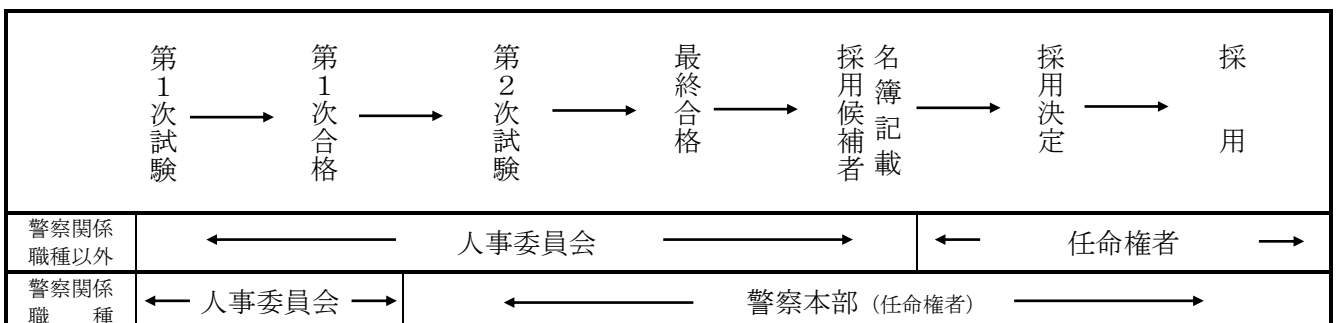 第１次試験
第１次合格
第２次試験
最終合格
採用候補者
名簿記載
採用決定
採用
警察関係
職種以外
人事委員会
任命権者
警察関係
職種
人事委員会
警察本部（任命権者）